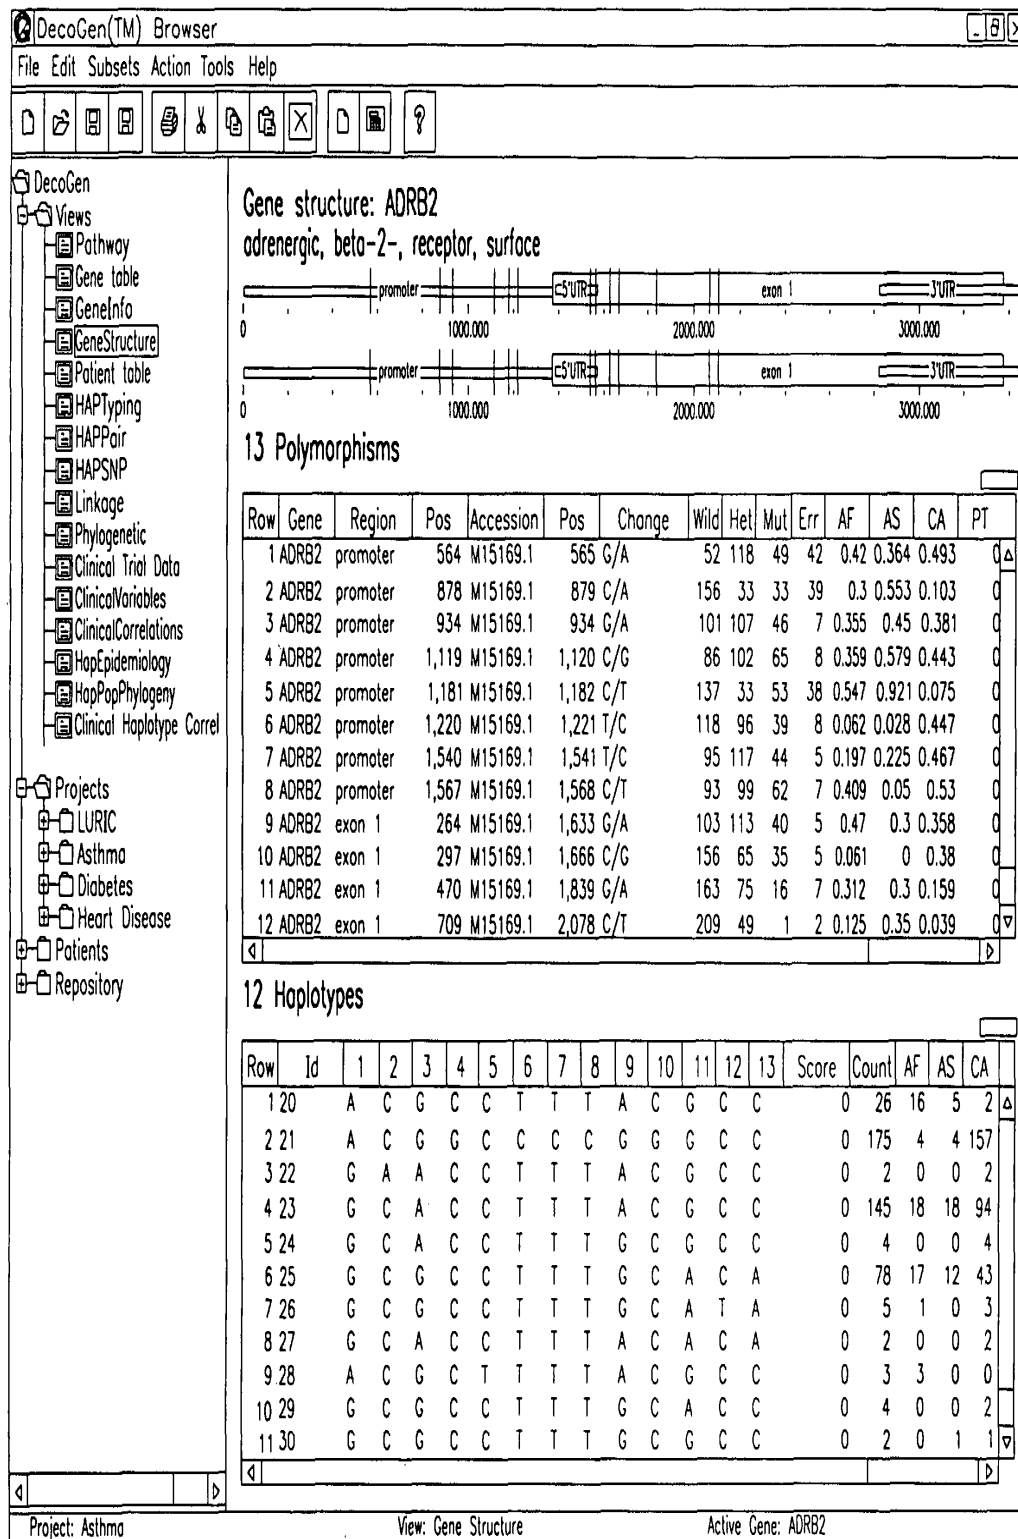 DecoGen(TM) Browser
File Edit Subsets Action Tools Help
DecoGen
Views
Pathway
Gene table
GeneInfo
GeneStructure
Patient table
HAPTyping
HAPPair
HAPSNP
Linkage
Phylogenetic
Clinical Trial Data
ClinicalVariables
ClinicalCorrelations
HapEpidemiology
HapPopPhylogeny
Clinical Haplotype Correl
Projects
LURIC
Asthma
Diabetes
Heart Disease
Patients
Repository
Gene structure: ADRB2
adrenergic, beta-2-, receptor, surface
promoter 5'UTR exon 1 3'UTR
0 1000.000 2000.000 3000.000
promoter 5'UTR exon 1 3'UTR
0 1000.000 2000.000 3000.000
13 Polymorphisms
Row Gene Region Pos Accession Pos Change Wild Het Mut Err AF AS CA PT
1 ADRB2 promoter 564 M15169.1 565 G/A 52 118 49 42 0.42 0.364 0.493 0
2 ADRB2 promoter 878 M15169.1 879 C/A 156 33 33 39 0.3 0.553 0.103 0
3 ADRB2 promoter 934 M15169.1 934 G/A 101 107 46 7 0.355 0.45 0.381 0
4 ADRB2 promoter 1,119 M15169.1 1,120 C/G 86 102 65 8 0.359 0.579 0.443 0
5 ADRB2 promoter 1,181 M15169.1 1,182 C/T 137 33 53 38 0.547 0.921 0.075 0
6 ADRB2 promoter 1,220 M15169.1 1,221 T/C 118 96 39 8 0.062 0.028 0.447 0
7 ADRB2 promoter 1,540 M15169.1 1,541 T/C 95 117 44 5 0.197 0.225 0.467 0
8 ADRB2 promoter 1,567 M15169.1 1,568 C/T 93 99 62 7 0.409 0.05 0.53 0
9 ADRB2 exon 1 264 M15169.1 1,633 G/A 103 113 40 5 0.47 0.3 0.358 0
10 ADRB2 exon 1 297 M15169.1 1,666 C/G 156 65 35 5 0.061 0 0.38 0
11 ADRB2 exon 1 470 M15169.1 1,839 G/A 163 75 16 7 0.312 0.3 0.159 0
12 ADRB2 exon 1 709 M15169.1 2,078 C/T 209 49 1 2 0.125 0.35 0.039 0
12 Haplotypes
Row Id 1 2 3 4 5 6 7 8 9 10 11 12 13 Score Count AF AS CA
1 20 A C G C C T T T A C G C C 0 26 16 5 2
2 21 A C G G C C C C G G G C C 0 175 4 4 157
3 22 G A A C C T T T A C G C C 0 2 0 0 2
4 23 G C A C C T T T A C G C C 0 145 18 18 94
5 24 G C A C C T T T G C G C C 0 4 0 0 4
6 25 G C G C C T T T G C A C A 0 78 17 12 43
7 26 G C G C C T T T G C A T A 0 5 1 0 3
8 27 G C A C C T T T A C A C A 0 2 0 0 2
9 28 A C G C T T T T A C G C C 0 3 3 0 0
10 29 G C G C C T T T G C A C C 0 4 0 0 2
11 30 G C G C C T T T G C G C C 0 2 0 1 1
Project: Asthma View: Gene Structure Active Gene: ADRB2